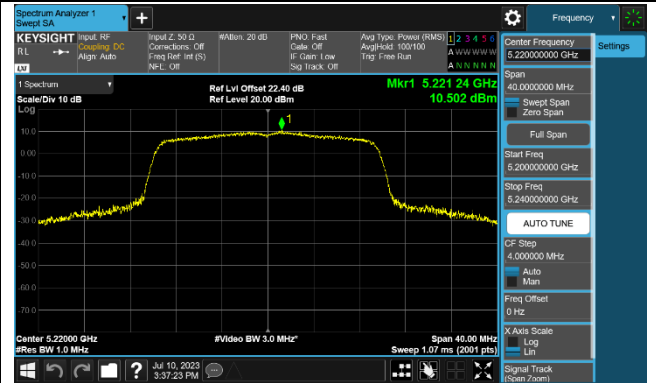 Spectrum Analyzer 1
Swept SA
Frequency
KEYSIGHT
RL
LXI
Input: RF
Coupling: DC
Align: Auto
Input Z: 50 Ω
Corrections: Off
Freq Ref: Int (S)
NFE: Off
#Atten: 20 dB
PNO: Fast
Gate: Off
IF Gain: Low
Sig Track: Off
Avg Type: Power (RMS)
Avg|Hold: 100/100
Trig: Free Run
1 2 3 4 5 6
A W W W W W
A N N N N N
1 Spectrum
Scale/Div 10 dB
Log
Ref Lvl Offset 22.40 dB
Ref Level 20.00 dBm
Mkr1 5.221 24 GHz
10.502 dBm
1
10.0
0.00
-10.0
-20.0
-30.0
-40.0
-50.0
-60.0
-70.0
Center 5.22000 GHz
#Res BW 1.0 MHz
#Video BW 3.0 MHz*
Span 40.00 MHz
Sweep 1.07 ms (2001 pts)
Center Frequency
5.220000000 GHz
Settings
Span
40.0000000 MHz
Swept Span
Zero Span
Full Span
Start Freq
5.200000000 GHz
Stop Freq
5.240000000 GHz
AUTO TUNE
CF Step
4.000000 MHz
Auto
Man
Freq Offset
0 Hz
X Axis Scale
Log
Lin
Signal Track
(Span Zoom)
Jul 10, 2023
3:37:23 PM